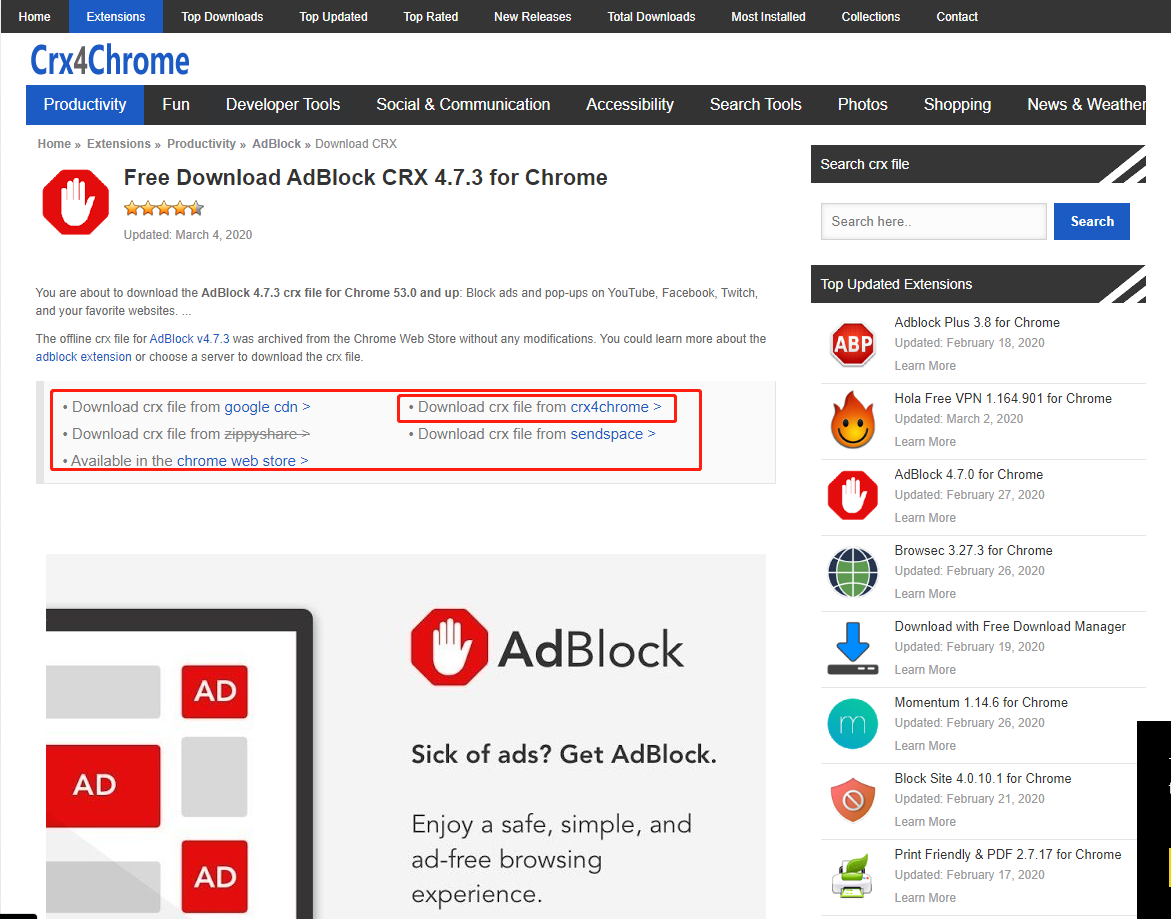 Home Extensions Top Downloads Top Updated Top Rated New Releases Total Downloads Most Installed Collections Contact
Crx4Chrome
Productivity Fun Developer Tools Social & Communication Accessibility Search Tools Photos Shopping News & Weather
Home » Extensions » Productivity » AdBlock » Download CRX
Free Download AdBlock CRX 4.7.3 for Chrome
Updated: March 4, 2020
You are about to download the AdBlock 4.7.3 crx file for Chrome 53.0 and up: Block ads and pop-ups on YouTube, Facebook, Twitch,
and your favorite websites. ...
The offline crx file for AdBlock v4.7.3 was archived from the Chrome Web Store without any modifications. You could learn more about the
adblock extension or choose a server to download the crx file.
• Download crx file from google cdn >
• Download crx file from crx4chrome >
• Download crx file from zippyshare >
• Download crx file from sendspace >
• Available in the chrome web store >
AD
AD
AD
AdBlock
Sick of ads? Get AdBlock.
Enjoy a safe, simple, and
ad-free browsing
experience.
Search crx file
Search here..
Search
Top Updated Extensions
ABP
Adblock Plus 3.8 for Chrome
Updated: February 18, 2020
Learn More
Hola Free VPN 1.164.901 for Chrome
Updated: March 2, 2020
Learn More
AdBlock 4.7.0 for Chrome
Updated: February 27, 2020
Learn More
Browsec 3.27.3 for Chrome
Updated: February 26, 2020
Learn More
Download with Free Download Manager
Updated: February 19, 2020
Learn More
m
Momentum 1.14.6 for Chrome
Updated: February 26, 2020
Learn More
Block Site 4.0.10.1 for Chrome
Updated: February 21, 2020
Learn More
Print Friendly & PDF 2.7.17 for Chrome
Updated: February 17, 2020
Learn More